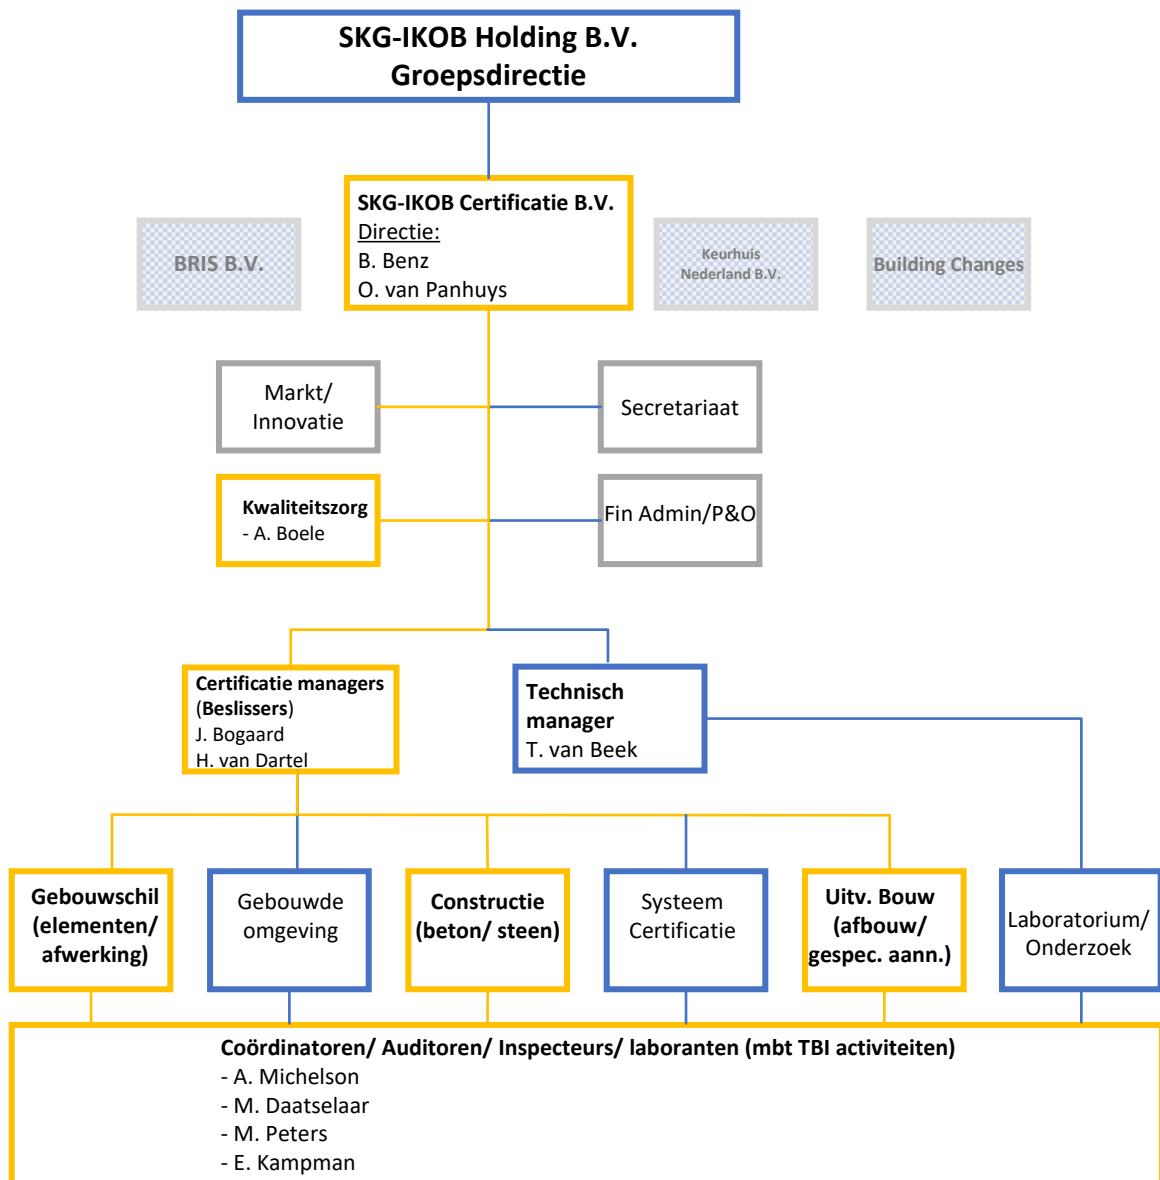 SKG-IKOB Holding B.V.
Groepsdirectie
SKG-IKOB Certificatie B.V.
Directie:
B. Benz
O. van Panhuys
BRIS B.V.
Keurhuis
Nederland B.V.
Building Changes
Markt/
Innovatie
Secretariaat
Kwaliteitszorg
- A. Boele
Fin Admin/P&O
Certificatie managers
(Beslissers)
J. Bogaard
H. van Dartel
Technisch
manager
T. van Beek
Gebouwschil
(elementen/
afwerking)
Gebouwde
omgeving
Constructie
(beton/ steen)
Systeem
Certificatie
Uitv. Bouw
(afbouw/
gespec. aann.)
Laboratorium/
Onderzoek
Coördinatoren/ Auditoren/ Inspecteurs/ laboranten (mbt TBI activiteiten)
- A. Michelson
- M. Daatselaar
- M. Peters
- E. Kampman